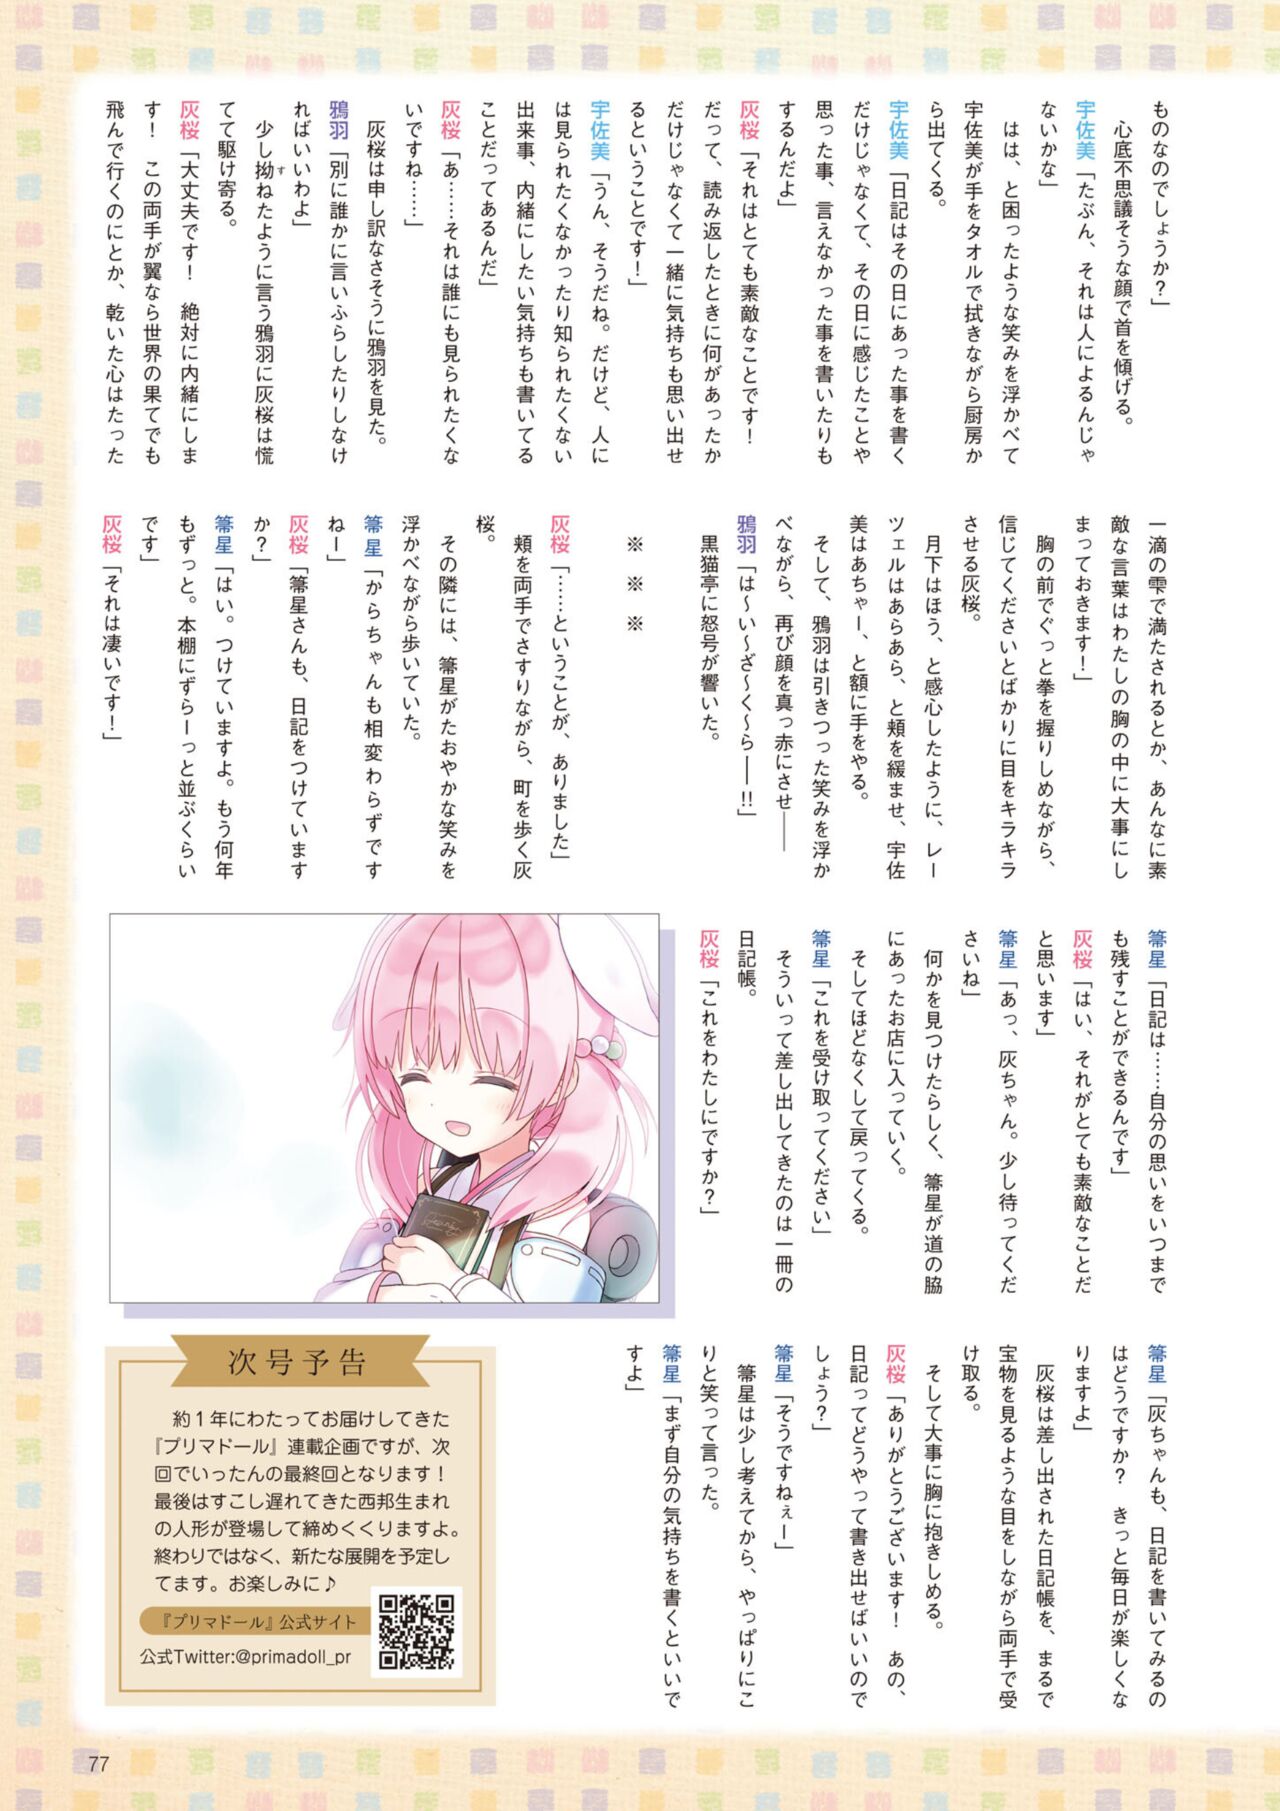 ものなのでしょうか？」
　心底不思議そうな顔で首を傾げる。
宇佐美「たぶん、それは人によるんじゃ
ないかな」
　はは、と困ったような笑みを浮かべて
宇佐美が手をタオルで拭きながら厨房か
ら出てくる。
宇佐美「日記はその日にあった事を書く
だけじゃなくて、その日に感じたことや
思った事、言えなかった事を書いたりも
するんだよ」
灰桜「それはとても素敵なことです！
だって、読み返したときに何があったか
だけじゃなくて一緒に気持ちも思い出せ
るということです！」
宇佐美「うん、そうだね。だけど、人に
は見られたくなかったり知られたくない
出来事、内緒にしたい気持ちも書いてる
ことだってあるんだ」
灰桜「あ……それは誰にも見られたくな
いですね……」
　灰桜は申し訳なさそうに鴉羽を見た。
鴉羽「別に誰かに言いふらしたりしなけ
ればいいわよ」
　少し拗ねたように言う鴉羽に灰桜は慌
す
てて駆け寄る。
灰桜「大丈夫です！　絶対に内緒にしま
す！　この両手が翼なら世界の果てでも
飛んで行くのにとか、乾いた心はたった
一滴の雫で満たされるとか、あんなに素
敵な言葉はわたしの胸の中に大事にし
まっておきます！」
　胸の前でぐっと拳を握りしめながら、
信じてくださいとばかりに目をキラキラ
させる灰桜。
　月下はほう、と感心したように、レー
ツェルはあらあら、と頬を緩ませ、宇佐
美はあちゃー、と額に手をやる。
　そして、鴉羽は引きつった笑みを浮か
べながら、再び顔を真っ赤にさせ――
鴉羽「は～い～ざ～く～ら――!!」
　黒猫亭に怒号が響いた。
※　※　※
灰桜「……ということが、ありました」
　頬を両手でさすりながら、町を歩く灰
桜。
　その隣には、箒星がたおやかな笑みを
浮かべながら歩いていた。
箒星「からちゃんも相変わらずです
ねー」
灰桜「箒星さんも、日記をつけています
か？」
箒星「はい。つけていますよ。もう何年
もずっと。本棚にずらーっと並ぶくらい
です」
灰桜「それは凄いです！」
箒星「日記は……自分の思いをいつまで
も残すことができるんです」
灰桜「はい、それがとても素敵なことだ
と思います」
箒星「あっ、灰ちゃん。少し待ってくだ
さいね」
　何かを見つけたらしく、箒星が道の脇
にあったお店に入っていく。
　そしてほどなくして戻ってくる。
箒星「これを受け取ってください」
　そういって差し出してきたのは一冊の
日記帳。
灰桜「これをわたしにですか？」
箒星「灰ちゃんも、日記を書いてみるの
はどうですか？　きっと毎日が楽しくな
りますよ」
　灰桜は差し出された日記帳を、まるで
宝物を見るような目をしながら両手で受
け取る。
　そして大事に胸に抱きしめる。
灰桜「ありがとうございます！　あの、
日記ってどうやって書き出せばいいので
しょう？」
箒星「そうですねぇー」
　箒星は少し考えてから、やっぱりにこ
りと笑って言った。
箒星「まず自分の気持ちを書くといいで
すよ」
次号予告
　約１年にわたってお届けしてきた
『プリマドール』連載企画ですが、次
回でいったんの最終回となります！
最後はすこし遅れてきた西邦生まれ
の人形が登場して締めくくりますよ。
終わりではなく、新たな展開を予定し
てます。お楽しみに♪
『プリマドール』公式サイト
公式Twitter:@primadoll_pr
77